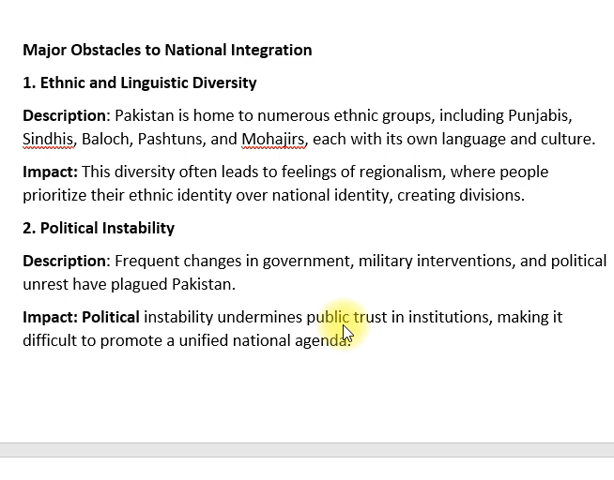 Major Obstacles to National Integration
1. Ethnic and Linguistic Diversity
Description: Pakistan is home to numerous ethnic groups, including Punjabis,
Sindhis, Baloch, Pashtuns, and Mohajirs, each with its own language and culture.
Impact: This diversity often leads to feelings of regionalism, where people
prioritize their ethnic identity over national identity, creating divisions.
2. Political Instability
Description: Frequent changes in government, military interventions, and political
unrest have plagued Pakistan.
Impact: Political instability undermines public trust in institutions, making it
difficult to promote a unified national agenda.